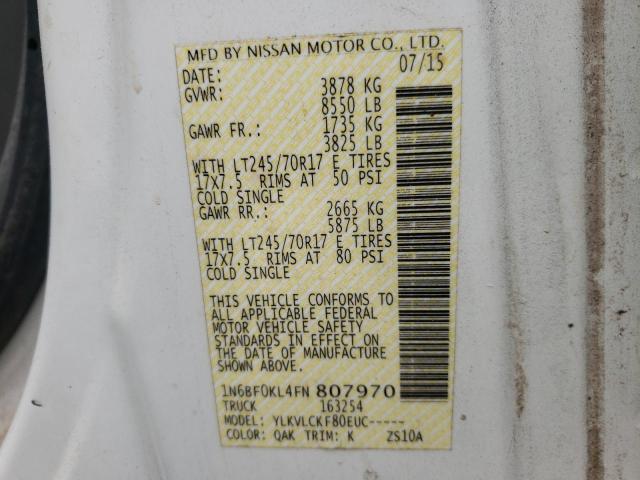 MFD BY NISSAN MOTOR CO., LTD.
DATE: 07/15
GVWR: 3878 KG
8550 LB
GAWR FR.: 1735 KG
3825 LB
WITH LT245/70R17 E TIRES
17X7.5 RIMS AT 50 PSI
COLD SINGLE
GAWR RR.: 2665 KG
5875 LB
WITH LT245/70R17 E TIRES
17X7.5 RIMS AT 80 PSI
COLD SINGLE
THIS VEHICLE CONFORMS TO
ALL APPLICABLE FEDERAL
MOTOR VEHICLE SAFETY
STANDARDS IN EFFECT ON
THE DATE OF MANUFACTURE
SHOWN ABOVE.
1N6BF0KL4FN 807970
TRUCK 163254
MODEL: YLKVLCKF80EUC-----
COLOR: QAK TRIM: K ZS10A